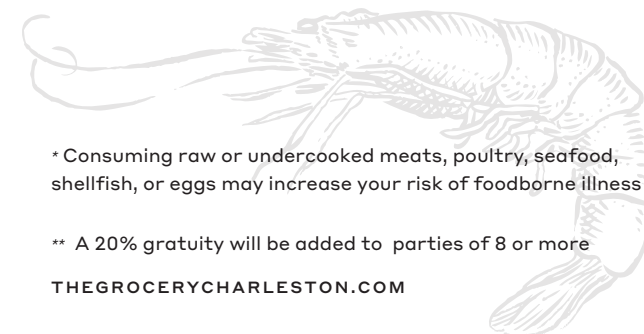 * Consuming raw or undercooked meats, poultry, seafood,
shellfish, or eggs may increase your risk of foodborne illness
** A 20% gratuity will be added to parties of 8 or more
THEGROCERYCHARLESTON.COM